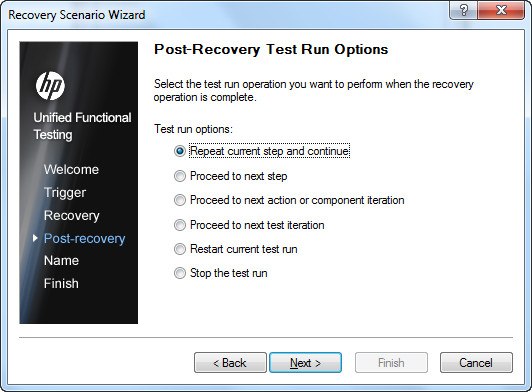 Recovery Scenario Wizard
?
Post-Recovery Test Run Options
hp
Unified Functional
Testing
Welcome
Trigger
Recovery
Post-recovery
Name
Finish
Select the test run operation you want to perform when the recovery
operation is complete.
Test run options:
Repeat current step and continue
Proceed to next step
Proceed to next action or component iteration
Proceed to next test iteration
Restart current test run
Stop the test run
< Back
Next >
Finish
Cancel